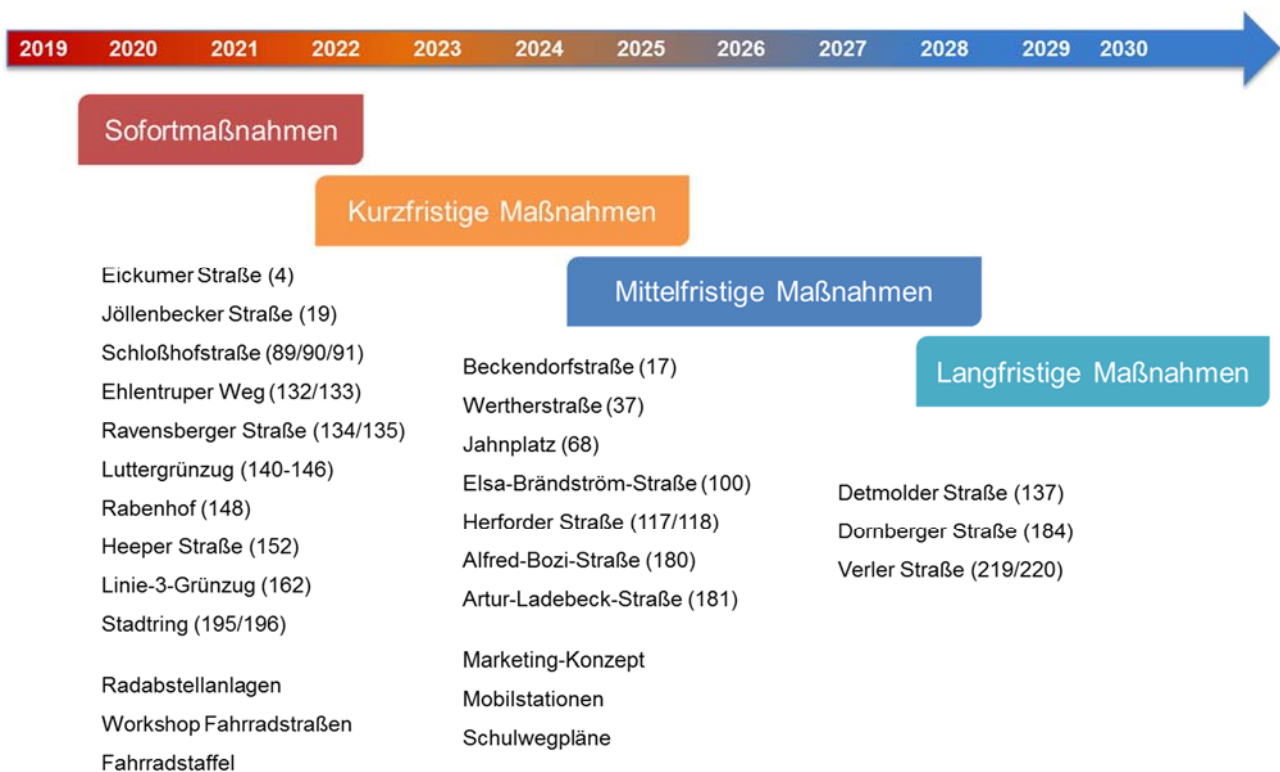 2019 2020 2021 2022 2023 2024 2025 2026 2027 2028 2029 2030
Sofortmaßnahmen
Kurzfristige Maßnahmen
Mittelfristige Maßnahmen
Langfristige Maßnahmen
Eickumer Straße (4)
Jöllenbecker Straße (19)
Schloßhofstraße (89/90/91)
Ehlentruper Weg (132/133)
Ravensberger Straße (134/135)
Luttergrünzug (140-146)
Rabenhof (148)
Heeper Straße (152)
Linie-3-Grünzug (162)
Stadtring (195/196)
Radabstellanlagen
Workshop Fahrradstraßen
Fahrradstaffel
Beckendorfstraße (17)
Wertherstraße (37)
Jahnplatz (68)
Elsa-Brändström-Straße (100)
Herforder Straße (117/118)
Alfred-Bozi-Straße (180)
Artur-Ladebeck-Straße (181)
Marketing-Konzept
Mobilstationen
Schulwegpläne
Detmolder Straße (137)
Dornberger Straße (184)
Verler Straße (219/220)